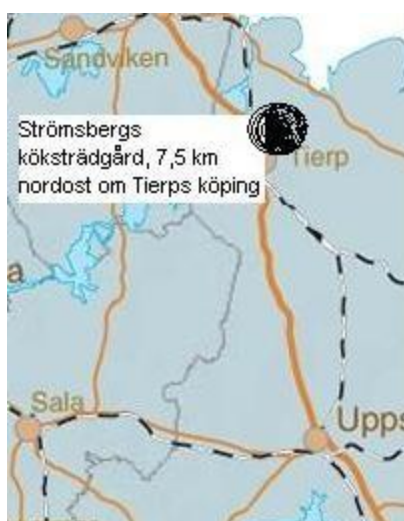 Sandviken
Strömsbergs
köksträdgård, 7,5 km
nordost om Tierps köping
Tierp
a
Sala
Upps